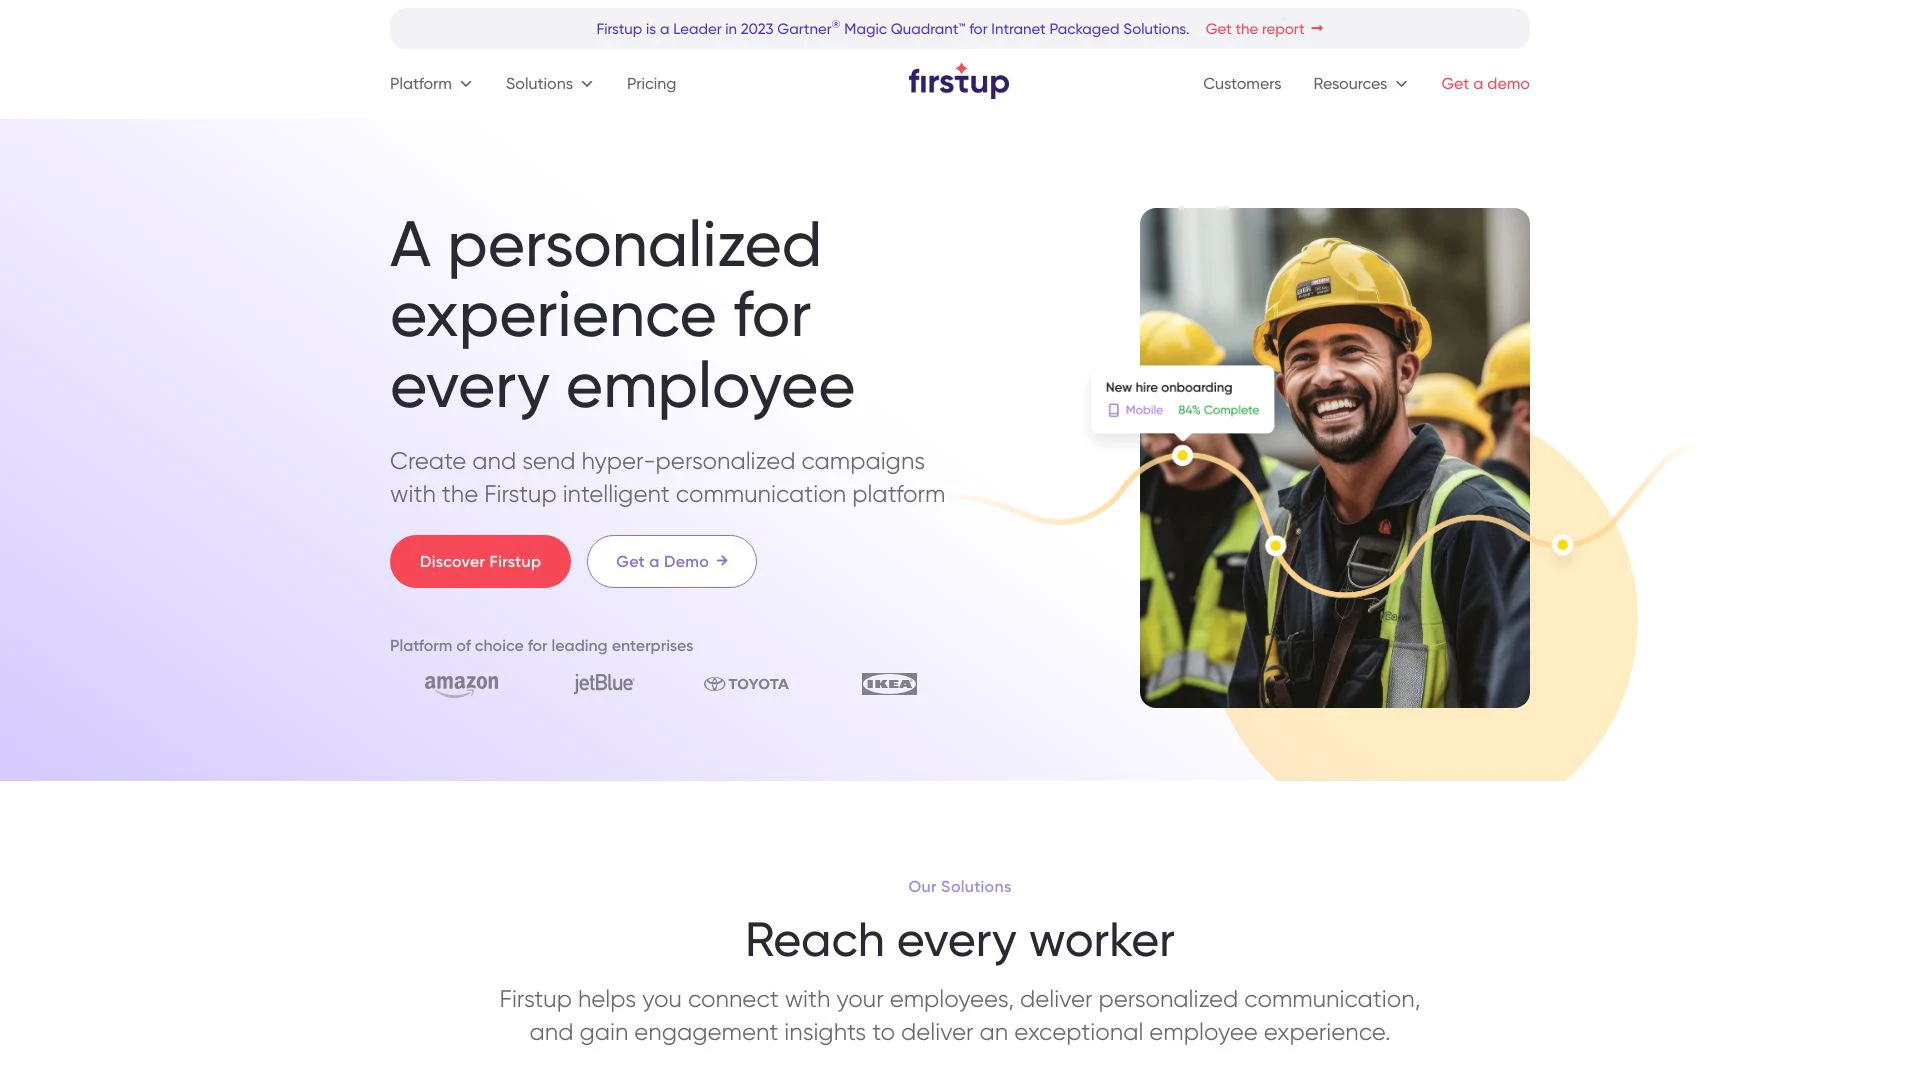 Firstup is a Leader in 2023 Gartner® Magic Quadrant™ for Intranet Packaged Solutions. Get the report →
Platform Solutions Pricing firstup Customers Resources Get a demo
A personalized
experience for
every employee
Create and send hyper-personalized campaigns
with the Firstup intelligent communication platform
Discover Firstup Get a Demo →
New hire onboarding
Mobile 84% Complete
Platform of choice for leading enterprises
amazon jetBlue TOYOTA IKEA
Our Solutions
Reach every worker
Firstup helps you connect with your employees, deliver personalized communication,
and gain engagement insights to deliver an exceptional employee experience.